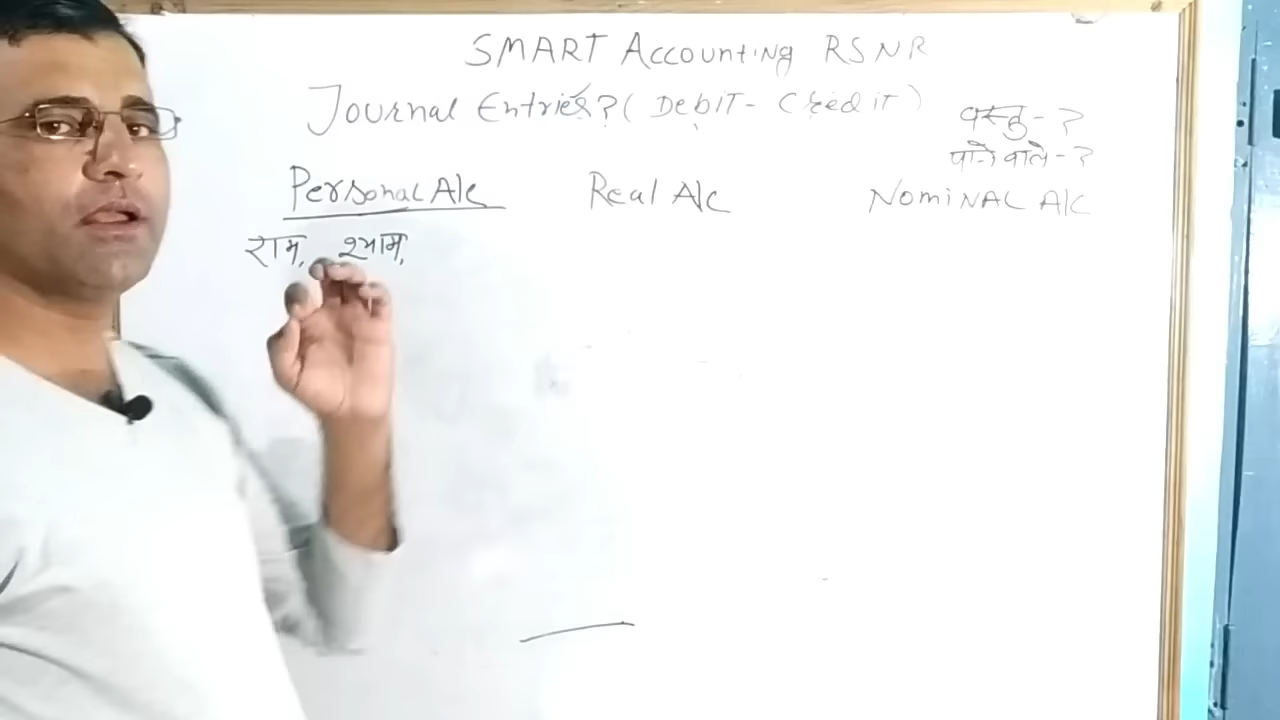 SMART Accounting RSNR
Journal Entries? (Debit - Credit)
वस्तु - ?
पाने वाले - ?
Personal A/c Real A/c Nominal A/c
राम, श्याम,